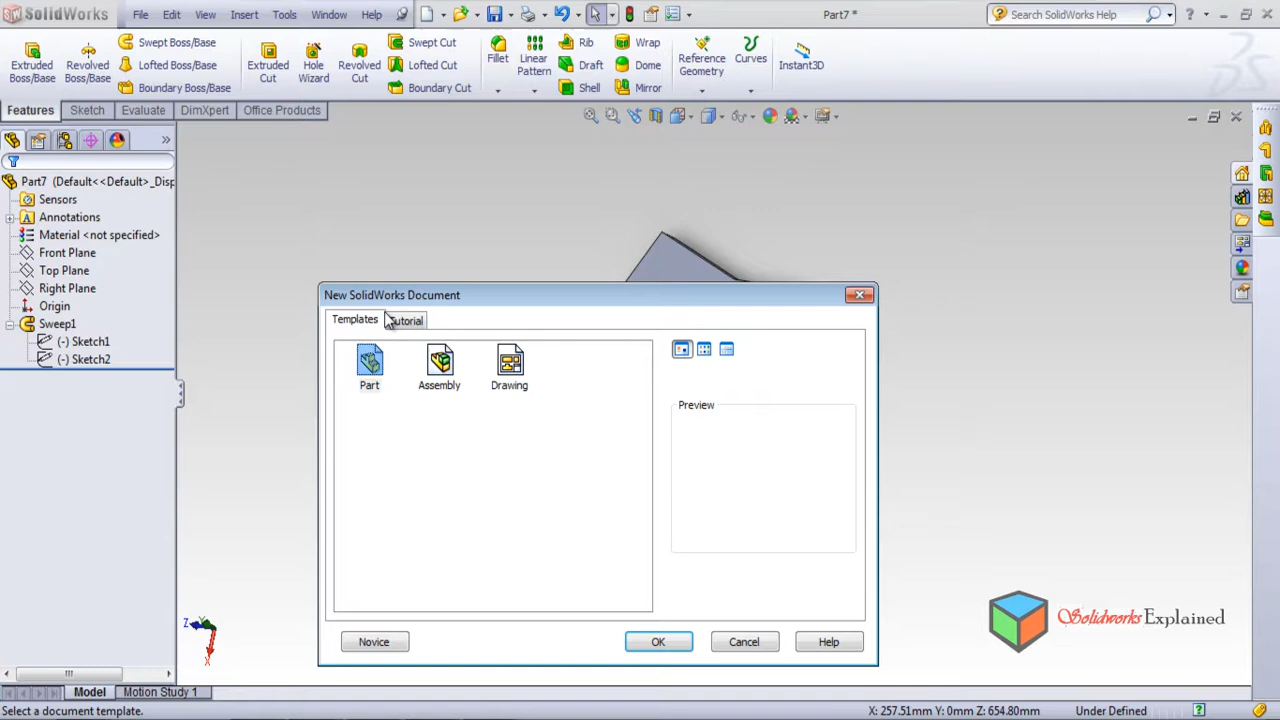 SolidWorks
File Edit View Insert Tools Window Help
Part7 *
Search SolidWorks Help
Extruded Boss/Base
Revolved Boss/Base
Swept Boss/Base
Lofted Boss/Base
Boundary Boss/Base
Extruded Cut
Hole Wizard
Revolved Cut
Swept Cut
Lofted Cut
Boundary Cut
Fillet
Linear Pattern
Rib
Draft
Shell
Wrap
Dome
Mirror
Reference Geometry
Curves
Instant3D
Features Sketch Evaluate DimXpert Office Products
Part7 (Default<<Default>_Disp
Sensors
Annotations
Material <not specified>
Front Plane
Top Plane
Right Plane
Origin
Sweep1
(-) Sketch1
(-) Sketch2
New SolidWorks Document
Templates Tutorial
Part Assembly Drawing
Preview
Novice OK Cancel Help
Z Y
X
Solidworks Explained
Model Motion Study 1
Select a document template.
X: 257.51mm Y: 0mm Z: 654.80mm Under Defined